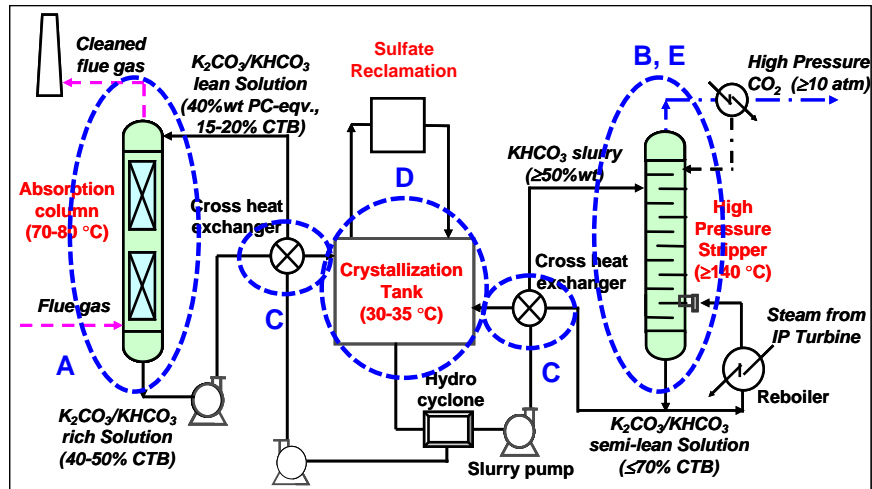 Cleaned
flue gas
K2CO3/KHCO3
lean Solution
(40%wt PC-eqv.,
15-20% CTB)
Sulfate
Reclamation
B, E
High Pressure
CO2 (≥10 atm)
Absorption
column
(70-80 °C)
Cross heat
exchanger
D
KHCO3 slurry
(≥50%wt)
High
Pressure
Stripper
(≥140 °C)
Crystallization
Tank
(30-35 °C)
Cross heat
exchanger
Flue gas
A
C
C
Steam from
IP Turbine
Hydro
cyclone
Reboiler
K2CO3/KHCO3
rich Solution
(40-50% CTB)
Slurry pump
K2CO3/KHCO3
semi-lean Solution
(≤70% CTB)